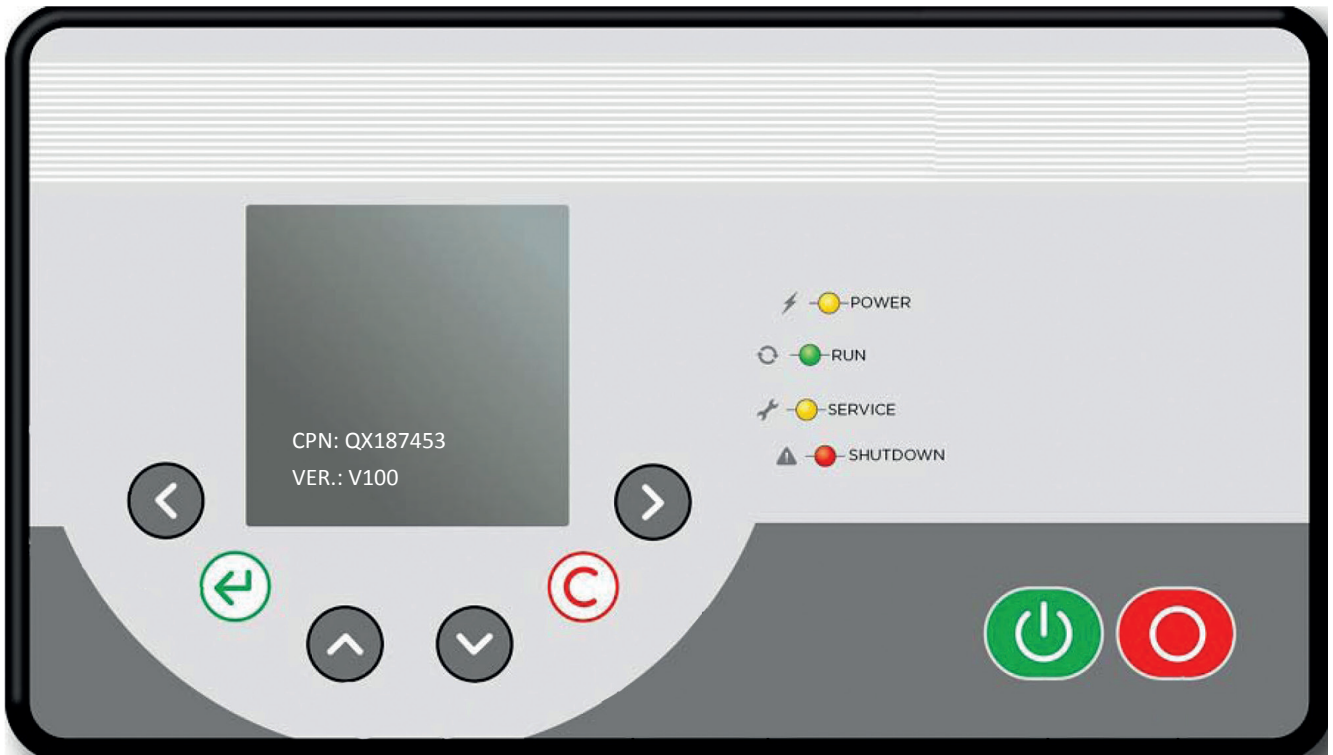 CPN: QX187453
VER.: V100
POWER
RUN
SERVICE
SHUTDOWN
C